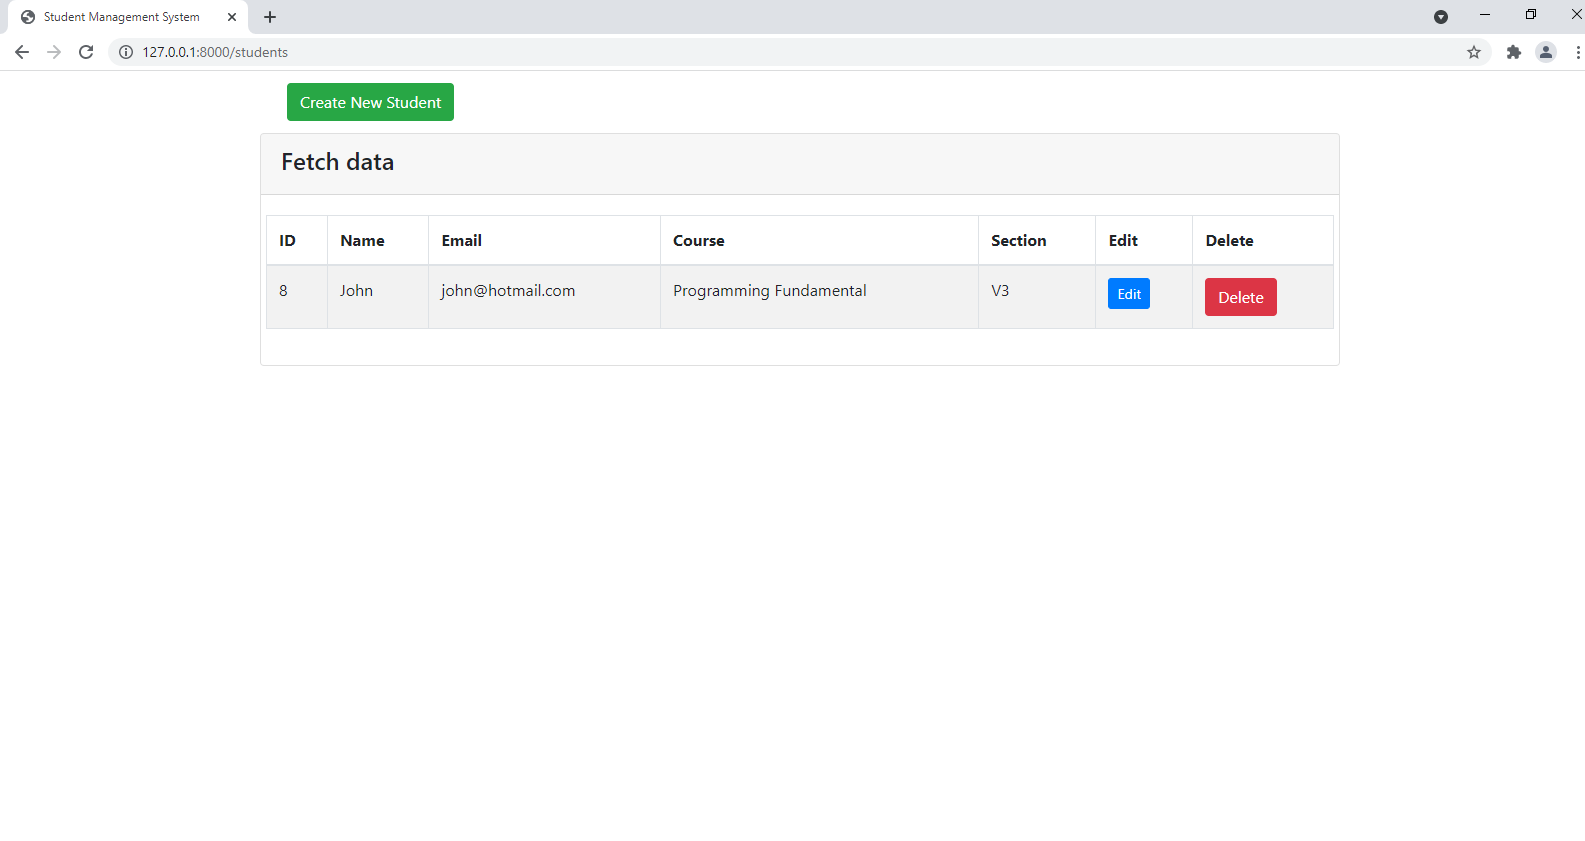 Student Management System
127.0.0.1:8000/students
Create New Student
Fetch data
ID Name Email Course Section Edit Delete
8 John john@hotmail.com Programming Fundamental V3 Edit Delete